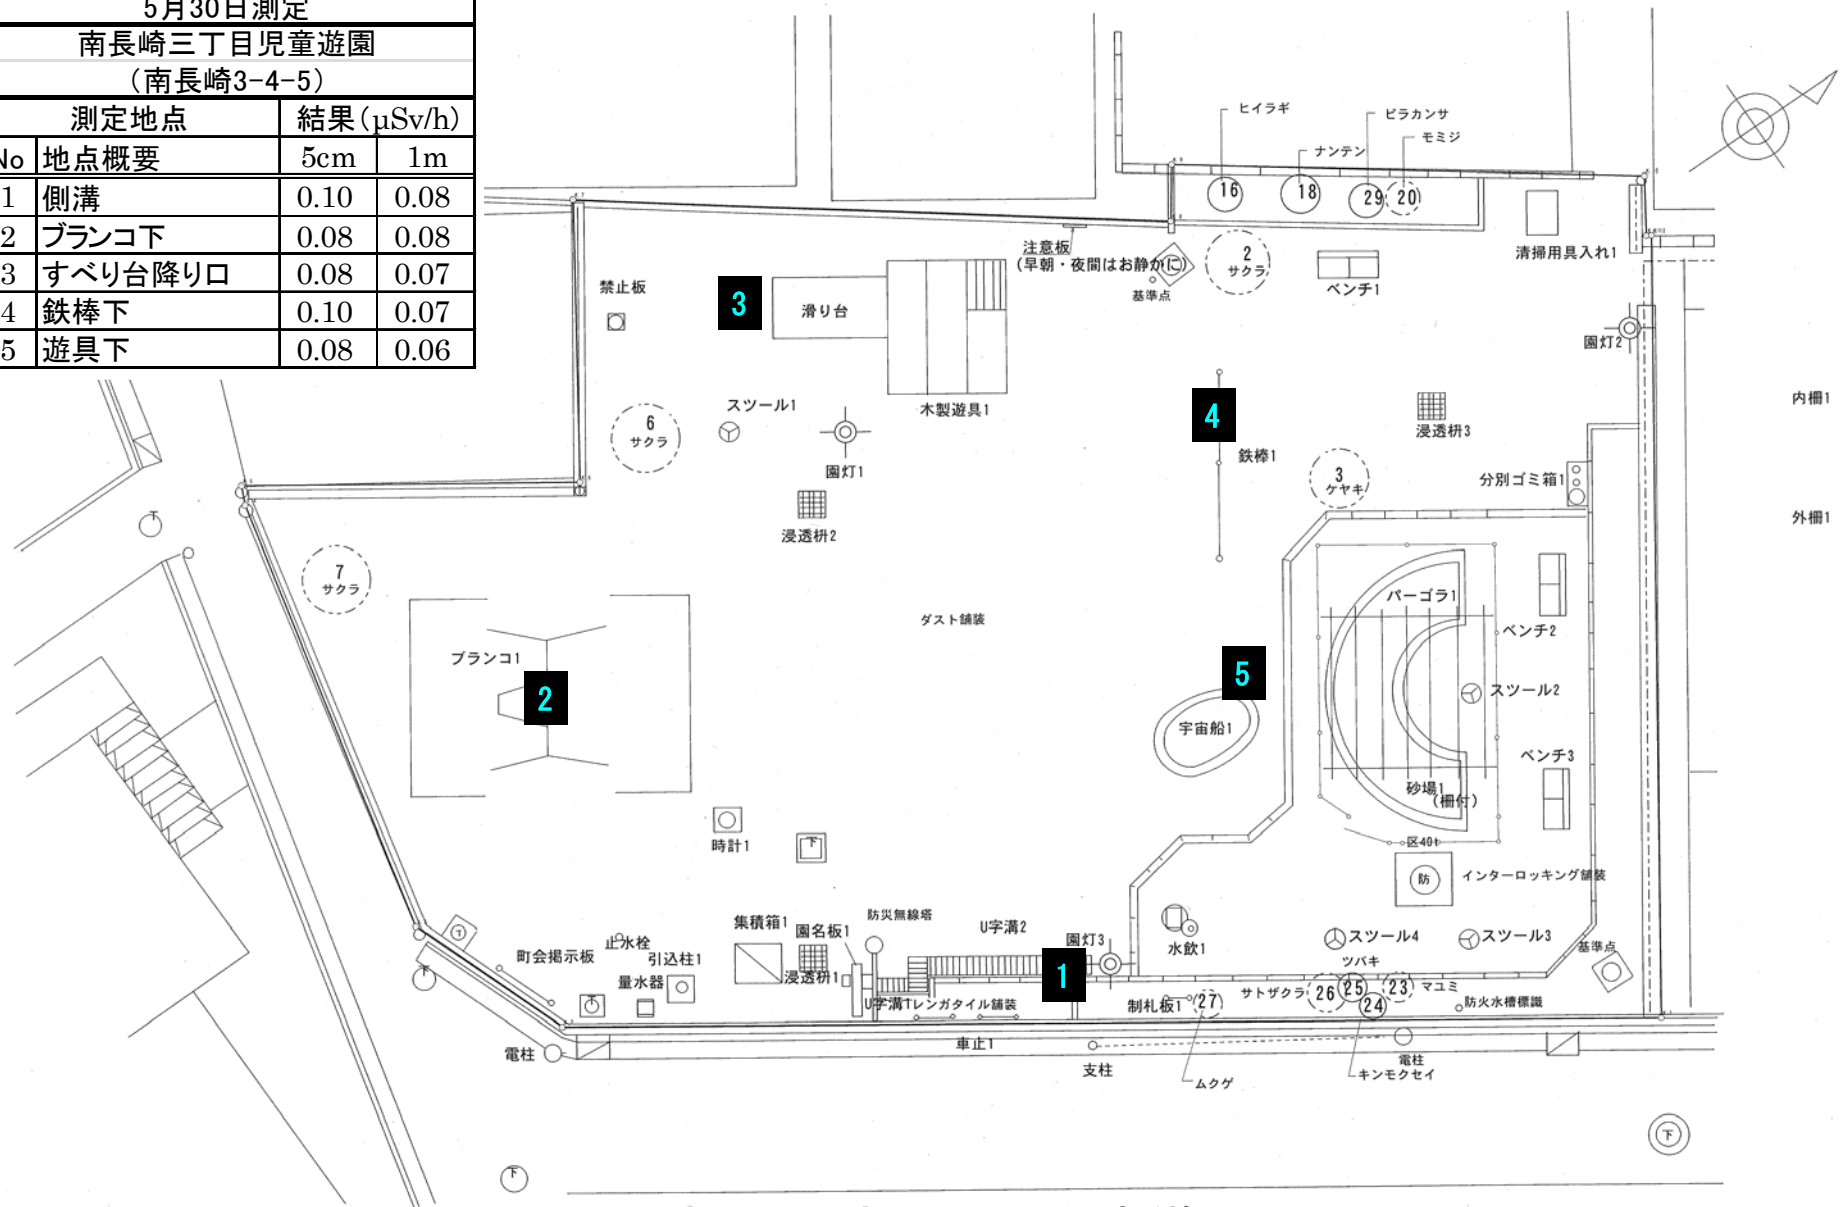 5月30日測定
南長崎三丁目児童遊園
（南長崎3-4-5）
測定地点 結果（μSv/h）
No 地点概要 5cm 1m
1 側溝 0.10 0.08
2 ブランコ下 0.08 0.08
3 すべり台降り口 0.08 0.07
4 鉄棒下 0.10 0.07
5 遊具下 0.08 0.06
ヒイラギ
ピラカンサ
モミジ
ナンテン
16 18 29 20
注意板
(早朝・夜間はお静かに)
基準点
2
サクラ
ベンチ1
清掃用具入れ1
園灯2
禁止板
3
滑り台
木製遊具1
スツール1
6
サクラ
園灯1
浸透枡2
4
鉄棒1
浸透枡3
3
ケヤキ
分別ゴミ箱1
内柵1
外柵1
下
7
サクラ
ダスト舗装
パーゴラ1
ベンチ2
ブランコ1
2
5
宇宙船1
スツール2
ベンチ3
砂場1
(柵付)
区40t
防
インターロッキング舗装
時計1
下
集積箱1
園名板1
防災無線塔
U字溝2
園灯3
1
水飲1
スツール4
スツール3
基準点
町会掲示板
止水栓
引込柱1
量水器
浸透枡1
U字溝1
レンガタイル舗装
制札板1
27
サトザクラ
ツバキ
26 25 24 23
マユミ
防火水槽標識
下
下
電柱
車止1
支柱
ムクゲ
電柱
キンモクセイ
下
下